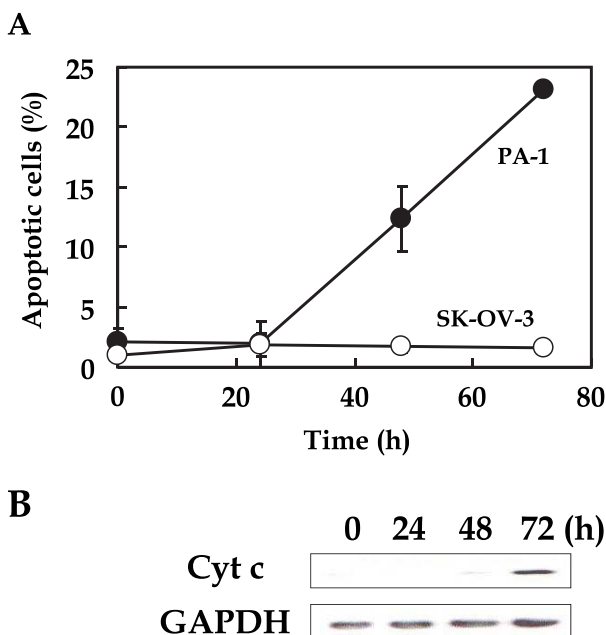 A
Apoptotic cells (%)
25
20
15
10
5
0
PA-1
SK-OV-3
0 20 40 60 80
Time (h)
B
0 24 48 72 (h)
Cyt c
GAPDH